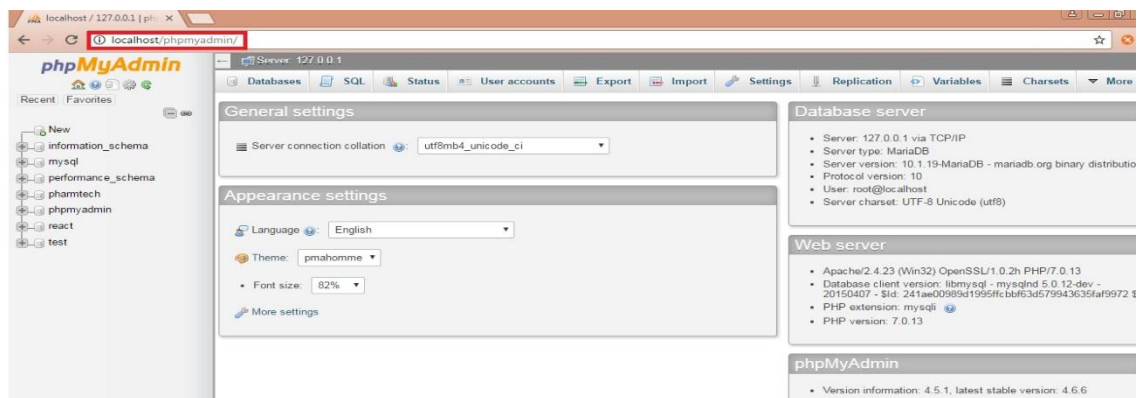 localhost / 127.0.0.1 | ph
localhost/phpmyadmin/
phpMyAdmin
Recent Favorites
New
information_schema
mysql
performance_schema
pharmtech
phpmyadmin
react
test
Server: 127.0.0.1
Databases SQL Status User accounts Export Import Settings Replication Variables Charsets More
General settings
Server connection collation : utf8mb4_unicode_ci
Appearance settings
Language : English
Theme: pmahomme
• Font size: 82%
More settings
Database server
• Server: 127.0.0.1 via TCP/IP
• Server type: MariaDB
• Server version: 10.1.19-MariaDB - mariadb.org binary distributio
• Protocol version: 10
• User: root@localhost
• Server charset: UTF-8 Unicode (utf8)
Web server
• Apache/2.4.23 (Win32) OpenSSL/1.0.2h PHP/7.0.13
• Database client version: libmysql - mysqlnd 5.0.12-dev -
20150407 - $Id: 241ae00989d1995ffcbbf63d579943635faf9972 $
• PHP extension: mysqli
• PHP version: 7.0.13
phpMyAdmin
• Version information: 4.5.1, latest stable version: 4.6.6